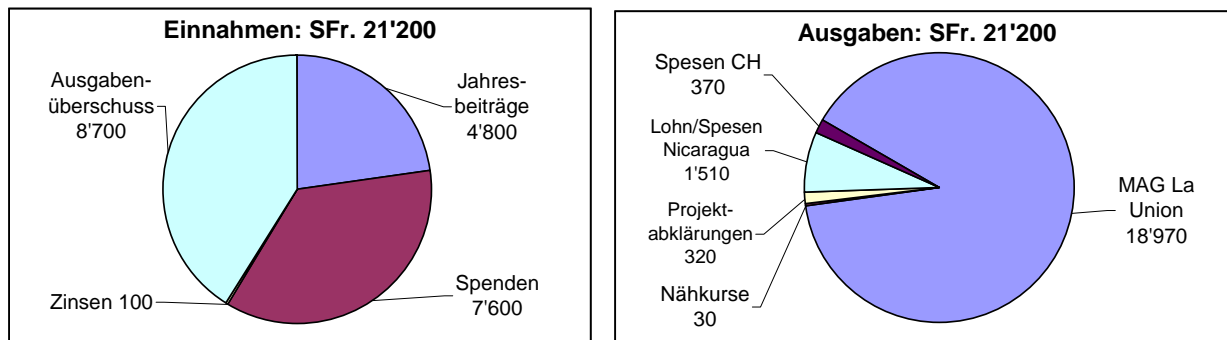 Einnahmen: SFr. 21'200
Ausgaben-
überschuss
8'700
Jahres-
beiträge
4'800
Zinsen 100
Spenden
7'600
Ausgaben: SFr. 21'200
Spesen CH
370
Lohn/Spesen
Nicaragua
1'510
Projekt-
abklärungen
320
Nähkurse
30
MAG La
Union
18'970